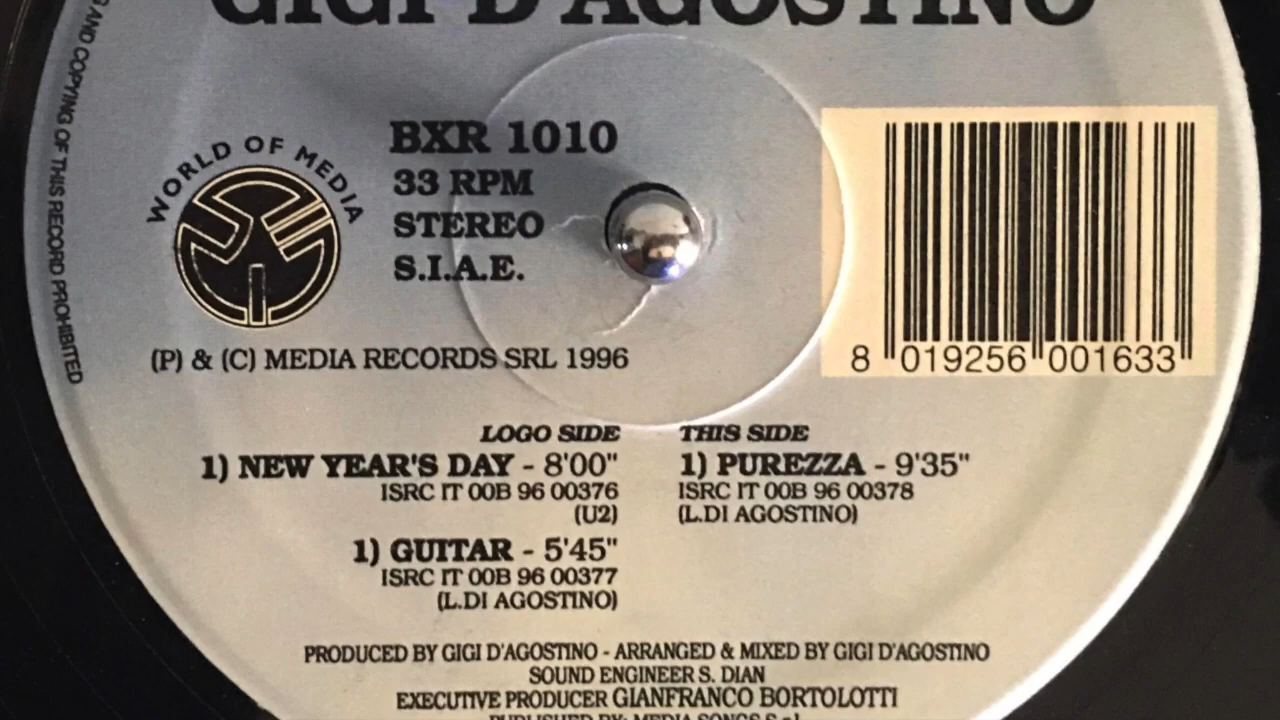 GIGI D'AGOSTINO
AND COPYING OF THIS RECORD PROHIBITED
WORLD OF MEDIA
BXR 1010
33 RPM
STEREO
S.I.A.E.
(P) & (C) MEDIA RECORDS SRL 1996
8 019256 001633
LOGO SIDE
1) NEW YEAR'S DAY - 8'00"
ISRC IT 00B 96 00376
(U2)
1) GUITAR - 5'45"
ISRC IT 00B 96 00377
(L.DI AGOSTINO)
THIS SIDE
1) PUREZZA - 9'35"
ISRC IT 00B 96 00378
(L.DI AGOSTINO)
PRODUCED BY GIGI D'AGOSTINO - ARRANGED & MIXED BY GIGI D'AGOSTINO
SOUND ENGINEER S. DIAN
EXECUTIVE PRODUCER GIANFRANCO BORTOLOTTI
PUBLISHED BY: MEDIA SONGS S.r.l.